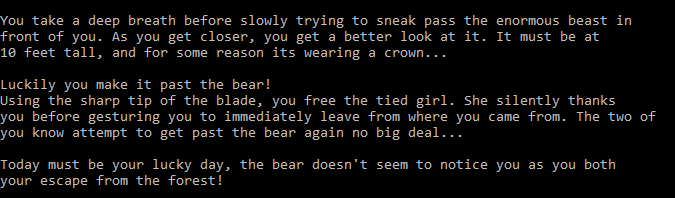 You take a deep breath before slowly trying to sneak pass the enormous beast in
front of you. As you get closer, you get a better look at it. It must be at
10 feet tall, and for some reason its wearing a crown...
Luckily you make it past the bear!
Using the sharp tip of the blade, you free the tied girl. She silently thanks
you before gesturing you to immediately leave from where you came from. The two of
you know attempt to get past the bear again no big deal...
Today must be your lucky day, the bear doesn't seem to notice you as you both
your escape from the forest!